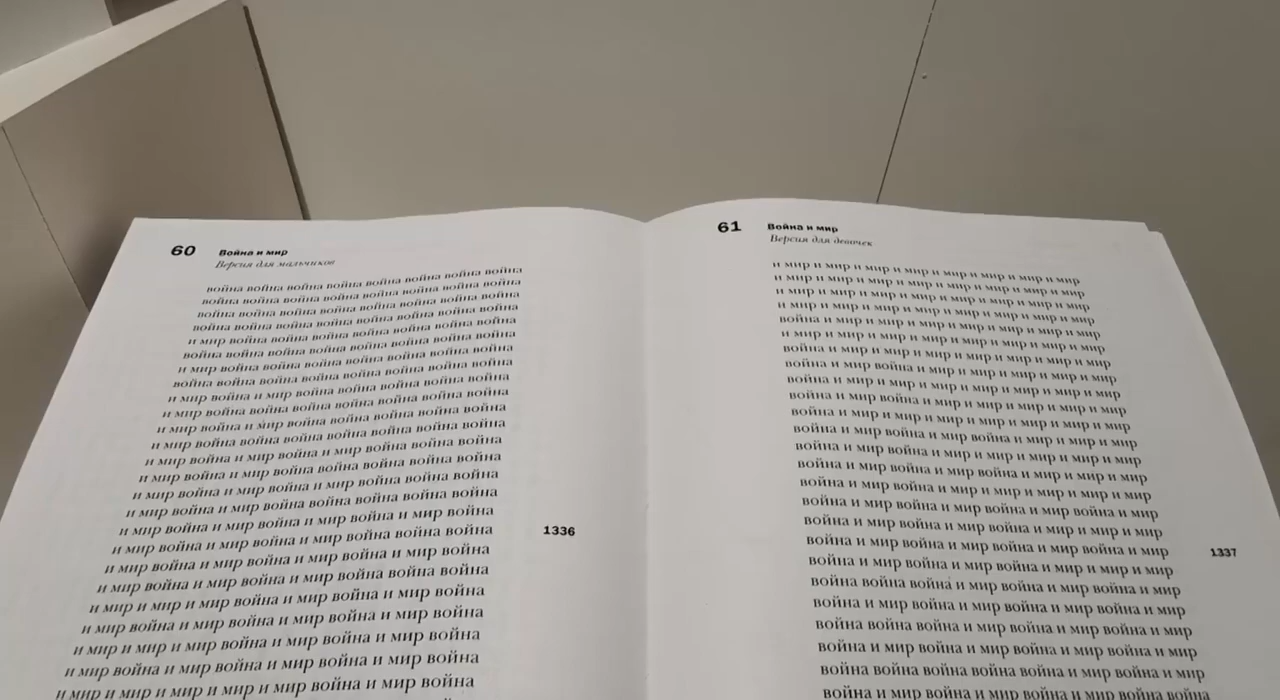 60
Война и мир
Версия для мальчиков
война война война война война война война война
война война война война война война война война
война война война война война война война война
война война война война война война война война
и мир война война война война война война война
война война война война война война война война
и мир война война война война война война война
война война война война война война война война
и мир война и мир война война война война война
и мир война война война война война война война
и мир война и мир война война война война война
и мир война война война война война война война
и мир война и мир война и мир война война война
и мир война и мир война война война война война
и мир война и мир война и мир война война война
и мир война и мир война война война война война
и мир война и мир война и мир война и мир война
и мир война и мир война и мир война война война
и мир война и мир война и мир война и мир война
и мир война и мир война и мир война война война
и мир и мир и мир война и мир война и мир война
и мир война и мир война и мир война и мир война
и мир и мир и мир война и мир война и мир война
и мир война и мир война и мир война и мир война
и мир и мир и мир и мир и мир война и мир война
1336
61
Война и мир
Версия для девочек
и мир и мир и мир и мир и мир и мир и мир и мир
и мир и мир и мир и мир и мир и мир и мир и мир
и мир и мир и мир и мир и мир и мир и мир и мир
и мир и мир и мир и мир и мир и мир и мир и мир
война и мир и мир и мир и мир и мир и мир и мир
и мир и мир и мир и мир и мир и мир и мир и мир
война и мир и мир и мир и мир и мир и мир и мир
война и мир война и мир и мир и мир и мир и мир
война и мир и мир и мир и мир и мир и мир и мир
война и мир война и мир и мир и мир и мир и мир
война и мир и мир и мир и мир и мир и мир и мир
война и мир война и мир война и мир и мир и мир
война и мир война и мир и мир и мир и мир и мир
война и мир война и мир война и мир и мир и мир
война и мир война и мир и мир и мир и мир и мир
война и мир война и мир война и мир война и мир
война и мир война и мир война и мир и мир и мир
война и мир война и мир война и мир война и мир
война и мир война и мир война и мир и мир и мир
война война война и мир война и мир война и мир
война и мир война и мир война и мир война и мир
война война война и мир война и мир война и мир
война и мир война и мир война и мир война и мир
война война война война война и мир война и мир
война и мир война и мир война и мир война
1337